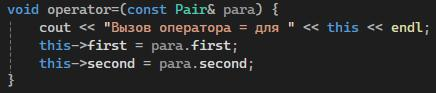 void operator=(const Pair& para) {
    cout << "Вызов оператора = для " << this << endl;
    this->first = para.first;
    this->second = para.second;
}